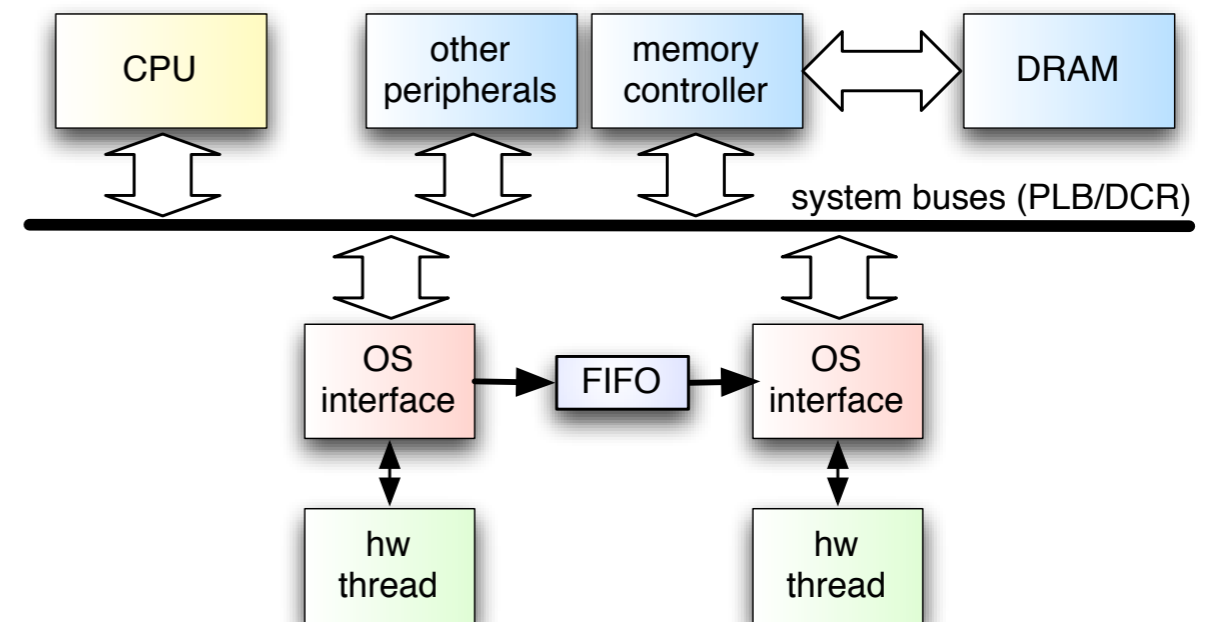 CPU
other
peripherals
memory
controller
DRAM
system buses (PLB/DCR)
OS
interface
FIFO
OS
interface
hw
thread
hw
thread